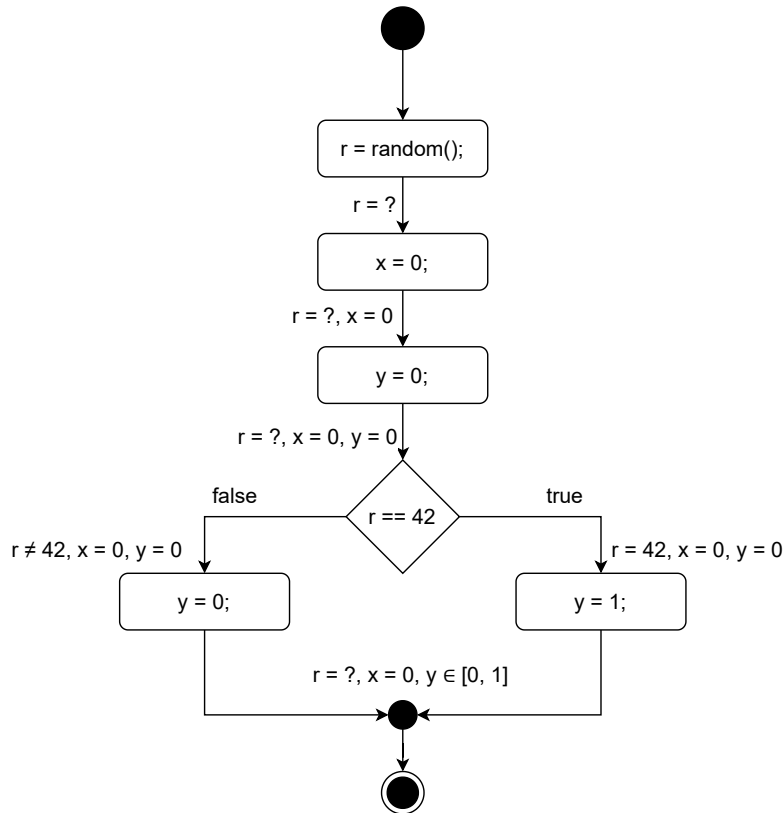 r = random();
r = ?
x = 0;
r = ?, x = 0
y = 0;
r = ?, x = 0, y = 0
false
true
r == 42
r ≠ 42, x = 0, y = 0
r = 42, x = 0, y = 0
y = 0;
y = 1;
r = ?, x = 0, y ∈ [0, 1]